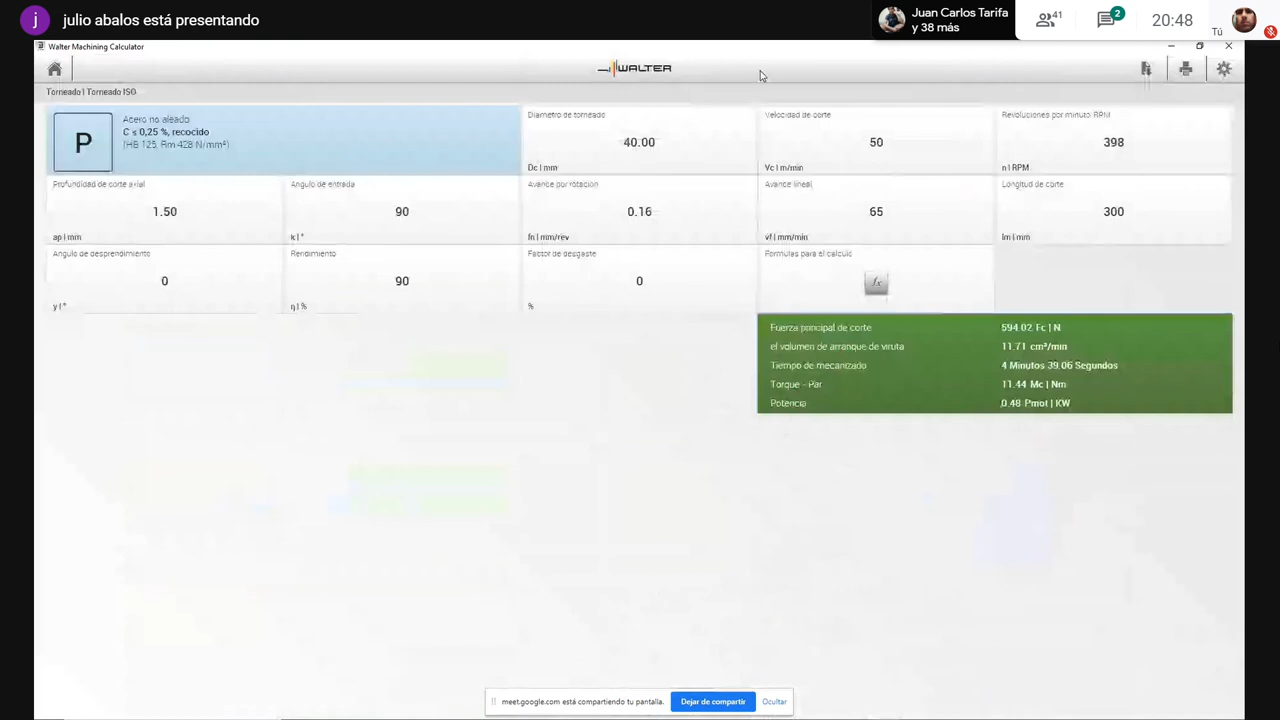 j julio abalos está presentando
Juan Carlos Tarifa
y 38 más
41
2
20:48
Tú
Walter Machining Calculator
WALTER
Torneado | Torneado ISO
P
Acero no aleado
C ≤ 0,25 %, recocido
(HB 125, Rm 428 N/mm²)
Diametro de torneado
40.00
Dc | mm
Velocidad de corte
50
Vc | m/min
Revoluciones por minuto RPM
398
n | RPM
Profundidad de corte axial
1.50
ap | mm
Angulo de entrada
90
κ | °
Avance por rotación
0.16
fn | mm/rev
Avance lineal
65
vf | mm/min
Longitud de corte
300
lm | mm
Angulo de desprendimiento
0
γ | °
Rendimiento
90
η | %
Factor de desgaste
0
%
Formulas para el calculo
fx
Fuerza principal de corte 594.02 Fc | N
el volumen de arranque de viruta 11.71 cm³/min
Tiempo de mecanizado 4 Minutos 39.06 Segundos
Torque - Par 11.44 Mc | Nm
Potencia 0.48 Pmot | KW
meet.google.com está compartiendo tu pantalla.
Dejar de compartir
Ocultar